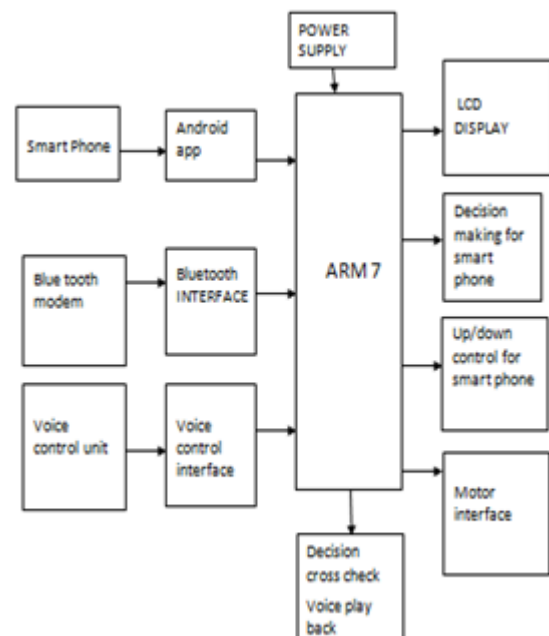 POWER
SUPPLY
Smart Phone
Android
app
ARM 7
LCD
DISPLAY
Blue tooth
modem
Bluetooth
INTERFACE
Decision
making for
smart
phone
Voice
control unit
Voice
control
interface
Up/down
control for
smart phone
Motor
interface
Decision
cross check
Voice play
back